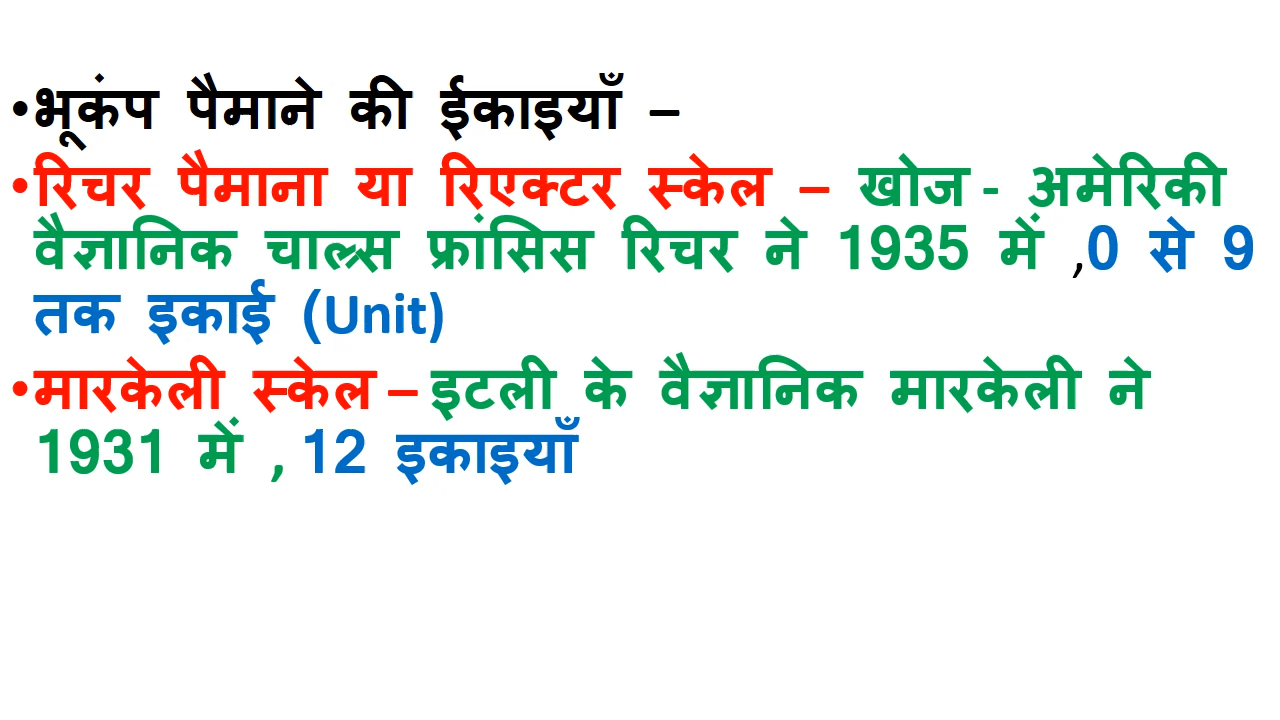 •भूकंप पैमाने की ईकाइयाँ –
•रिचर पैमाना या रिएक्टर स्केल – खोज - अमेरिकी
वैज्ञानिक चाल्र्स फ्रांसिस रिचर ने 1935 में ,0 से 9
तक इकाई (Unit)
•मारकेली स्केल – इटली के वैज्ञानिक मारकेली ने
1931 में , 12 इकाइयाँ